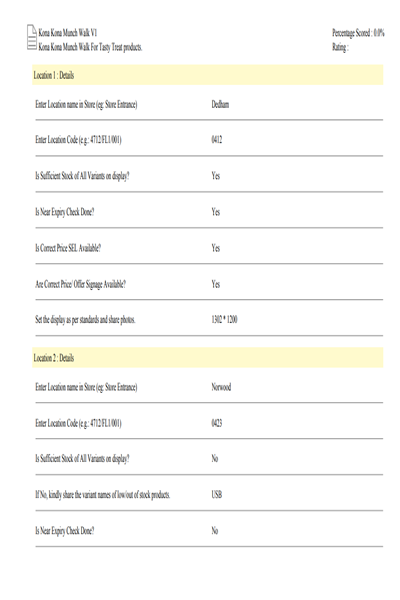 Kona Kona Munch Walk V1
Percentage Scored : 0.0%
Kona Kona Munch Walk For Tasty Treat products.
Rating :
Location 1 : Details
Enter Location name in Store (eg: Store Entrance) Dedham
Enter Location Code (e.g.: 4712/FL1/001) 0412
Is Sufficient Stock of All Variants on display? Yes
Is Near Expiry Check Done? Yes
Is Correct Price SEL Available? Yes
Are Correct Price/ Offer Signage Available? Yes
Set the display as per standards and share photos. 1302 * 1200
Location 2 : Details
Enter Location name in Store (eg: Store Entrance) Norwood
Enter Location Code (e.g.: 4712/FL1/001) 0423
Is Sufficient Stock of All Variants on display? No
If No, kindly share the variant names of low/out of stock products. USB
Is Near Expiry Check Done? No